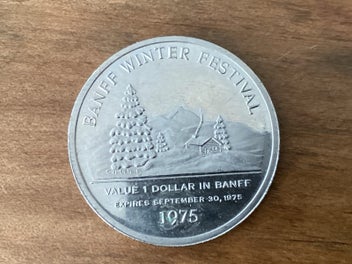 BANFF WINTER FESTIVAL
VALUE 1 DOLLAR IN BANFF
EXPIRES SEPTEMBER 30, 1975
1975